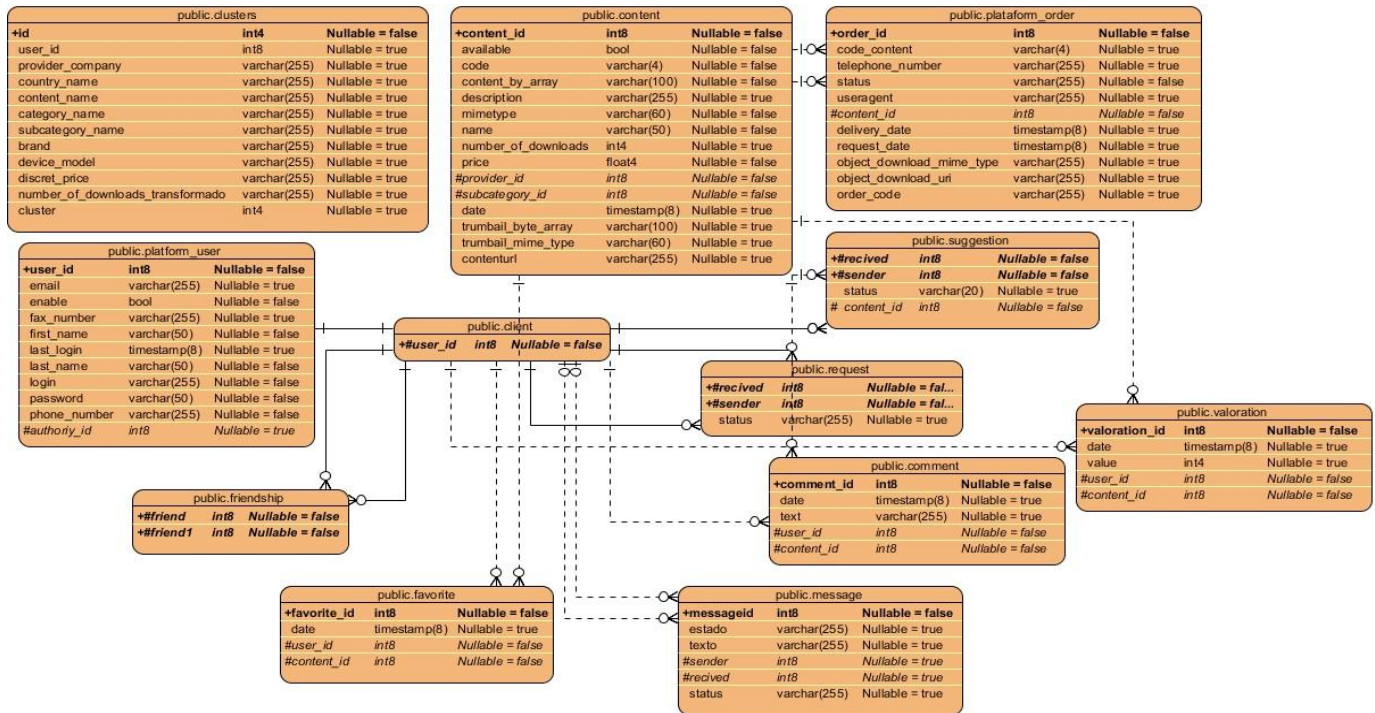 public.clusters
+id int4 Nullable = false
user_id int8 Nullable = true
provider_company varchar(255) Nullable = true
country_name varchar(255) Nullable = true
content_name varchar(255) Nullable = true
category_name varchar(255) Nullable = true
subcategory_name varchar(255) Nullable = true
brand varchar(255) Nullable = true
device_model varchar(255) Nullable = true
discret_price varchar(255) Nullable = true
number_of_downloads_transformado varchar(255) Nullable = true
cluster int4 Nullable = true
public.content
+content_id int8 Nullable = false
available bool Nullable = false
code varchar(4) Nullable = false
content_by_array varchar(100) Nullable = false
description varchar(255) Nullable = true
mimetype varchar(60) Nullable = true
name varchar(50) Nullable = false
number_of_downloads int4 Nullable = true
price float4 Nullable = false
#provider_id int8 Nullable = false
#subcategory_id int8 Nullable = false
date timestamp(8) Nullable = true
trumbail_byte_array varchar(100) Nullable = true
trumbail_mime_type varchar(60) Nullable = true
contenturl varchar(255) Nullable = true
public.plataform_order
+order_id int8 Nullable = false
code_content varchar(4) Nullable = true
telephone_number varchar(255) Nullable = true
status varchar(255) Nullable = false
useragent varchar(255) Nullable = true
#content_id int8 Nullable = false
delivery_date timestamp(8) Nullable = true
request_date timestamp(8) Nullable = true
object_download_mime_type varchar(255) Nullable = true
object_download_uri varchar(255) Nullable = true
order_code varchar(255) Nullable = true
public.platform_user
+user_id int8 Nullable = false
email varchar(255) Nullable = true
enable bool Nullable = false
fax_number varchar(255) Nullable = true
first_name varchar(50) Nullable = false
last_login timestamp(8) Nullable = true
last_name varchar(50) Nullable = false
login varchar(255) Nullable = false
password varchar(50) Nullable = false
phone_number varchar(255) Nullable = false
#authoriy_id int8 Nullable = true
public.suggestion
+#recived int8 Nullable = false
+#sender int8 Nullable = false
status varchar(20) Nullable = true
# content_id int8 Nullable = false
public.client
+#user_id int8 Nullable = false
public.request
+#recived int8 Nullable = fal...
+#sender int8 Nullable = fal...
status varchar(255) Nullable = true
public.valoration
+valoration_id int8 Nullable = false
date timestamp(8) Nullable = true
value int4 Nullable = true
#user_id int8 Nullable = false
#content_id int8 Nullable = false
public.comment
+comment_id int8 Nullable = false
date timestamp(8) Nullable = true
text varchar(255) Nullable = true
#user_id int8 Nullable = false
#content_id int8 Nullable = false
public.friendship
+#friend int8 Nullable = false
+#friend1 int8 Nullable = false
public.favorite
+favorite_id int8 Nullable = false
date timestamp(8) Nullable = true
#user_id int8 Nullable = false
#content_id int8 Nullable = false
public.message
+messageid int8 Nullable = false
estado varchar(255) Nullable = true
texto varchar(255) Nullable = true
#sender int8 Nullable = true
#recived int8 Nullable = true
status varchar(255) Nullable = true